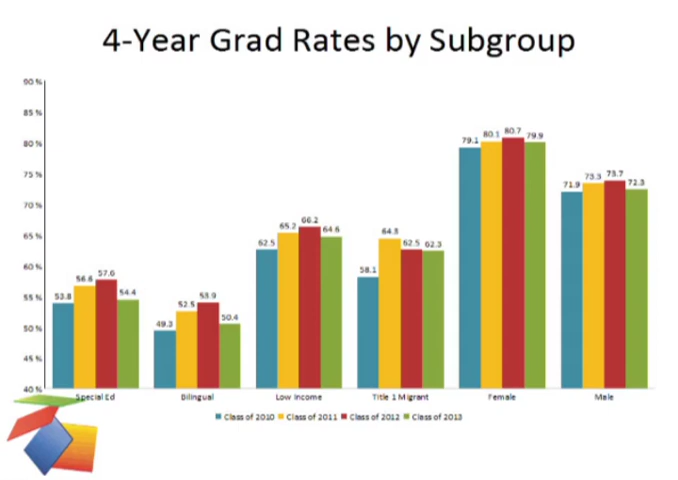 4-Year Grad Rates by Subgroup
90%
85%
80%
75%
70%
65%
60%
55%
50%
45%
40%
53.8 56.6 57.6 54.4
49.3 52.5 53.9 50.4
62.5 65.2 66.2 64.6
58.1 64.3 62.5 62.3
79.1 80.1 80.7 79.9
71.9 73.3 73.7 72.3
Special Ed Bilingual Low Income Title 1 Migrant Female Male
Class of 2010 Class of 2011 Class of 2012 Class of 2013